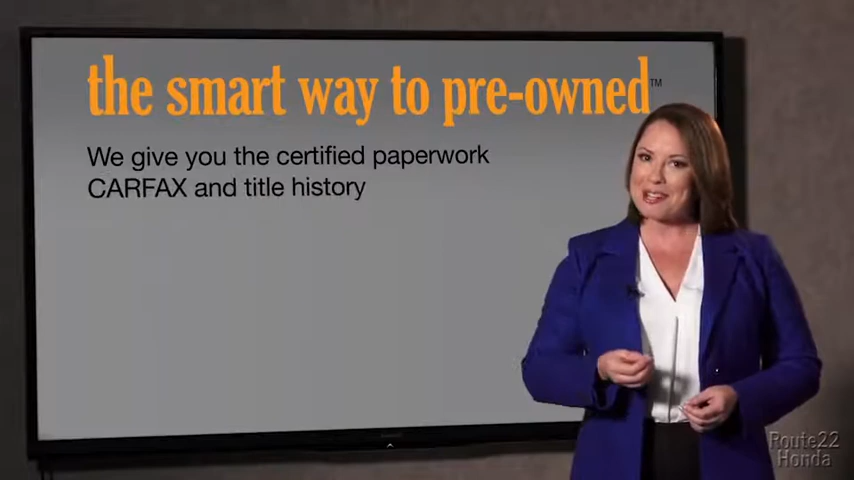 the smart way to pre-owned™
We give you the certified paperwork
CARFAX and title history
Route22
Honda